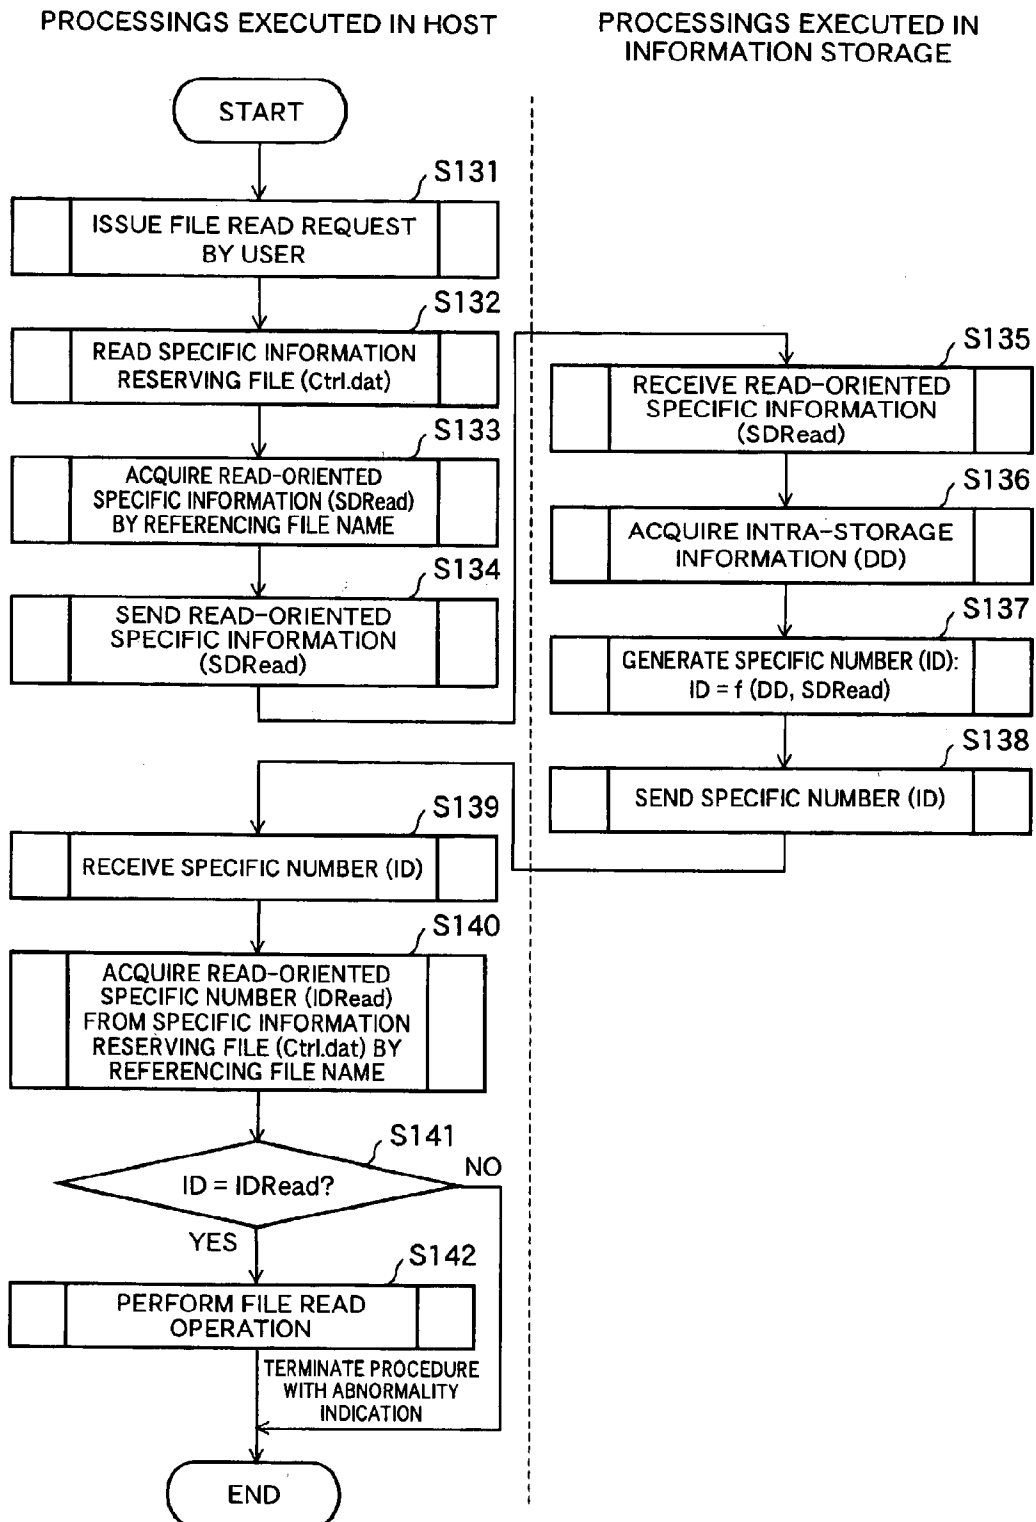 PROCESSINGS EXECUTED IN HOST
PROCESSINGS EXECUTED IN
INFORMATION STORAGE
START
S131
ISSUE FILE READ REQUEST
BY USER
S132
READ SPECIFIC INFORMATION
RESERVING FILE (Ctrl.dat)
S133
ACQUIRE READ-ORIENTED
SPECIFIC INFORMATION (SDRead)
BY REFERENCING FILE NAME
S134
SEND READ-ORIENTED
SPECIFIC INFORMATION
(SDRead)
S135
RECEIVE READ-ORIENTED
SPECIFIC INFORMATION
(SDRead)
S136
ACQUIRE INTRA-STORAGE
INFORMATION (DD)
S137
GENERATE SPECIFIC NUMBER (ID):
ID = f (DD, SDRead)
S138
SEND SPECIFIC NUMBER (ID)
S139
RECEIVE SPECIFIC NUMBER (ID)
S140
ACQUIRE READ-ORIENTED
SPECIFIC NUMBER (IDRead)
FROM SPECIFIC INFORMATION
RESERVING FILE (Ctrl.dat) BY
REFERENCING FILE NAME
S141
ID = IDRead?
NO
YES
S142
PERFORM FILE READ
OPERATION
TERMINATE PROCEDURE
WITH ABNORMALITY
INDICATION
END